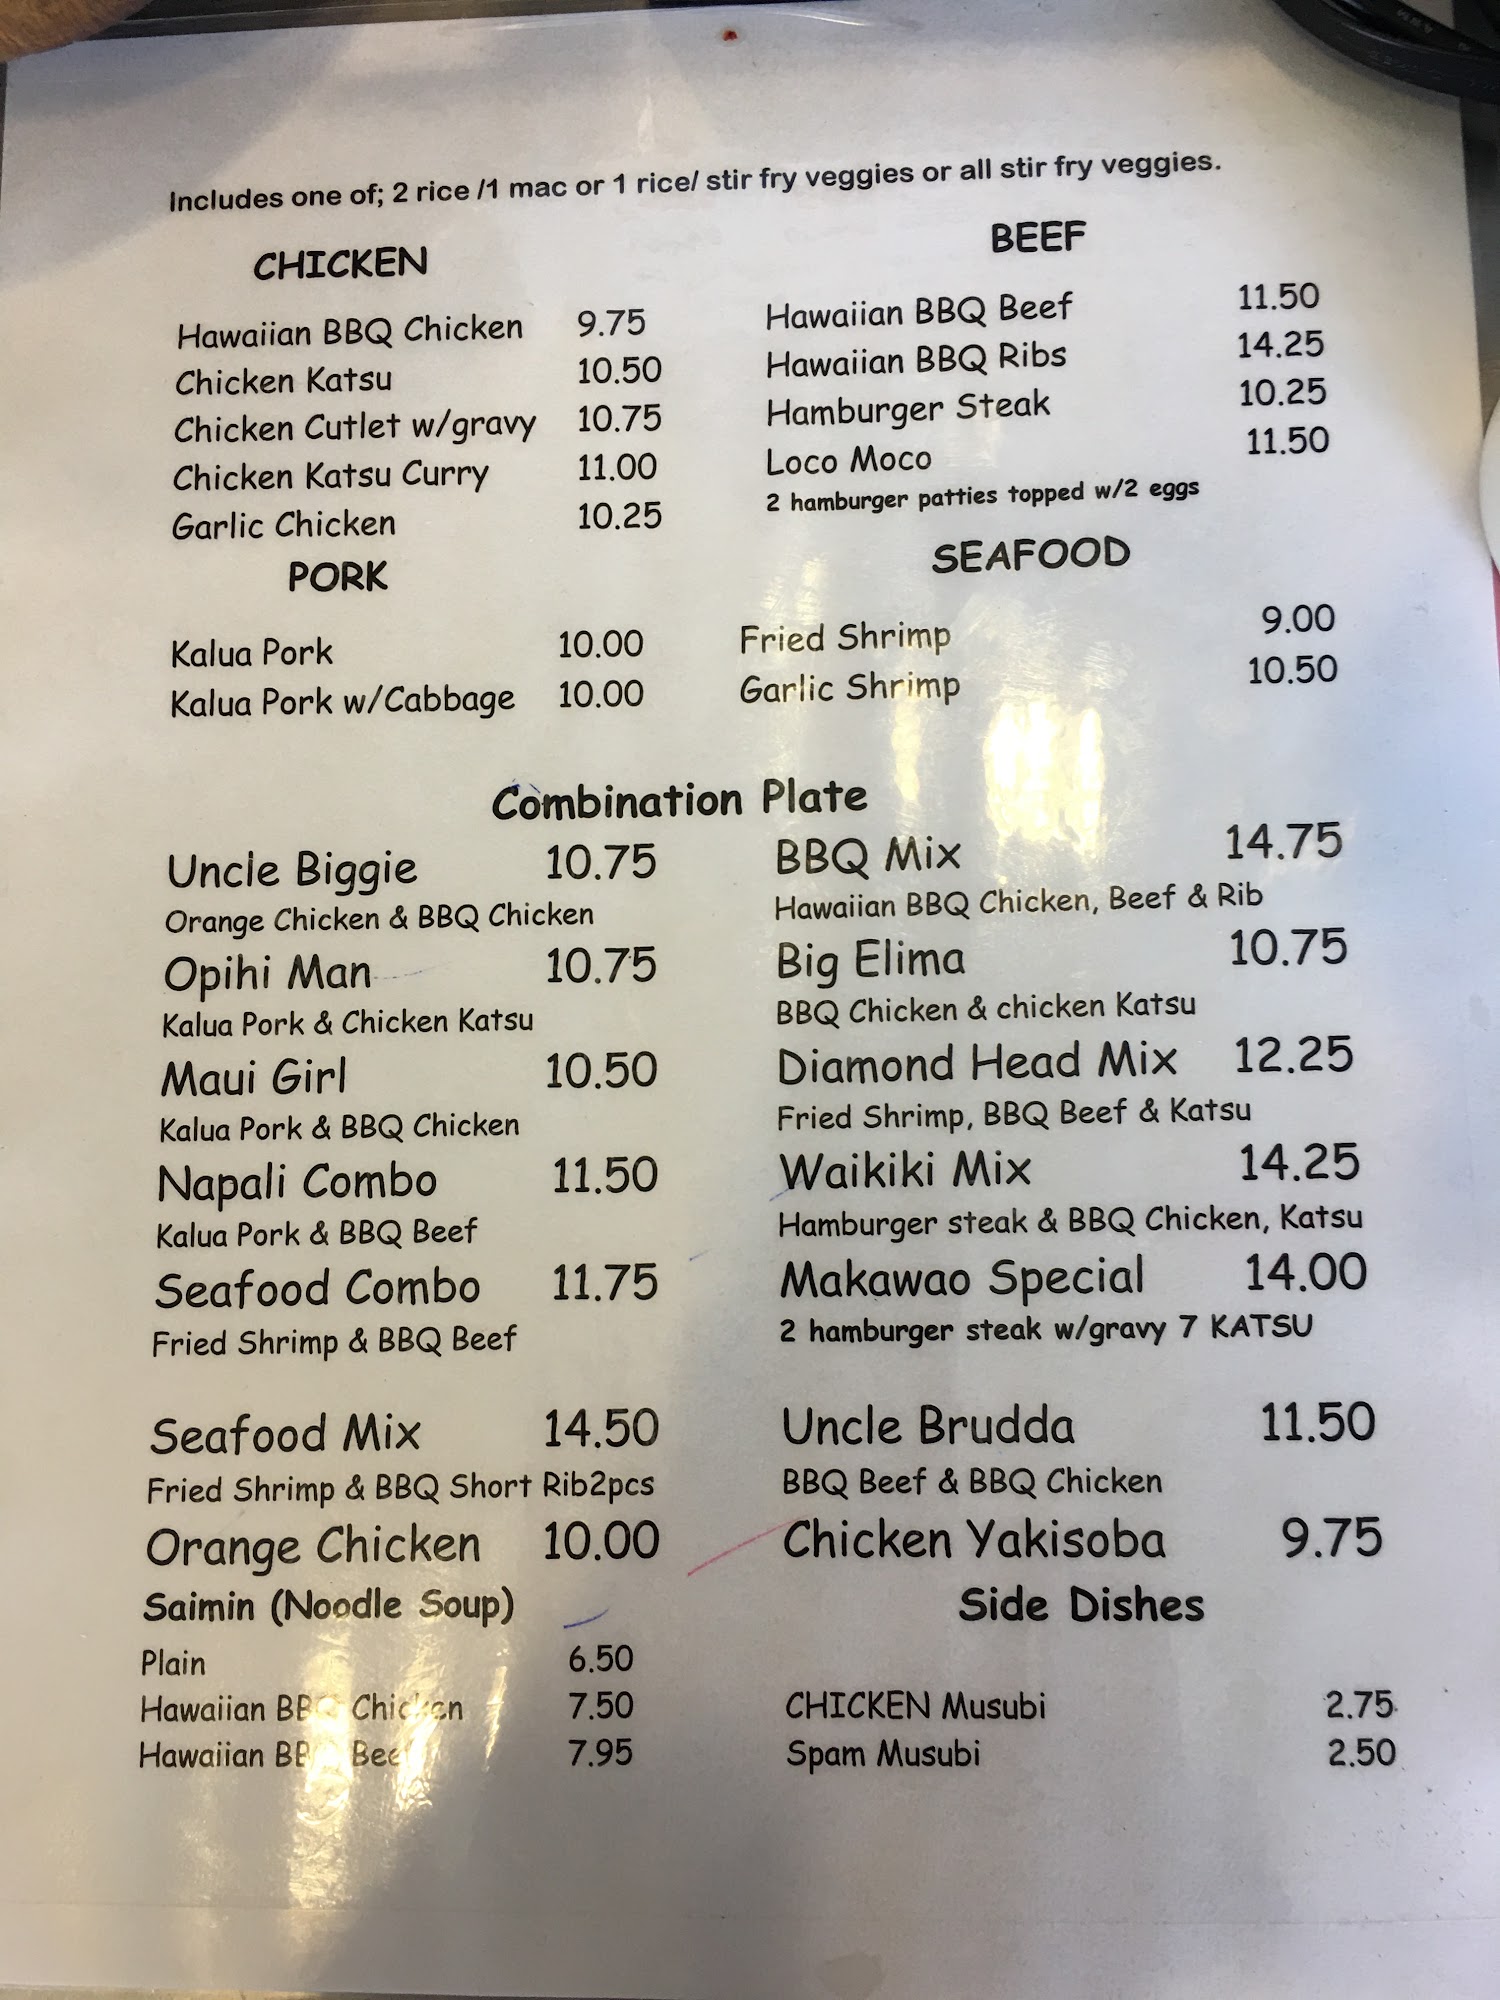 Includes one of; 2 rice /1 mac or 1 rice/ stir fry veggies or all stir fry veggies.
CHICKEN
Hawaiian BBQ Chicken 9.75
Chicken Katsu 10.50
Chicken Cutlet w/gravy 10.75
Chicken Katsu Curry 11.00
Garlic Chicken 10.25
PORK
Kalua Pork 10.00
Kalua Pork w/Cabbage 10.00
BEEF
Hawaiian BBQ Beef 11.50
Hawaiian BBQ Ribs 14.25
Hamburger Steak 10.25
Loco Moco 11.50
2 hamburger patties topped w/2 eggs
SEAFOOD
Fried Shrimp 9.00
Garlic Shrimp 10.50
Combination Plate
Uncle Biggie 10.75
Orange Chicken & BBQ Chicken
Opihi Man 10.75
Kalua Pork & Chicken Katsu
Maui Girl 10.50
Kalua Pork & BBQ Chicken
Napali Combo 11.50
Kalua Pork & BBQ Beef
Seafood Combo 11.75
Fried Shrimp & BBQ Beef
Seafood Mix 14.50
Fried Shrimp & BBQ Short Rib2pcs
Orange Chicken 10.00
BBQ Mix 14.75
Hawaiian BBQ Chicken, Beef & Rib
Big Elima 10.75
BBQ Chicken & chicken Katsu
Diamond Head Mix 12.25
Fried Shrimp, BBQ Beef & Katsu
Waikiki Mix 14.25
Hamburger steak & BBQ Chicken, Katsu
Makawao Special 14.00
2 hamburger steak w/gravy 7 KATSU
Uncle Brudda 11.50
BBQ Beef & BBQ Chicken
Chicken Yakisoba 9.75
Saimin (Noodle Soup)
Plain 6.50
Hawaiian BBQ Chicken 7.50
Hawaiian BBQ Beef 7.95
Side Dishes
CHICKEN Musubi 2.75
Spam Musubi 2.50